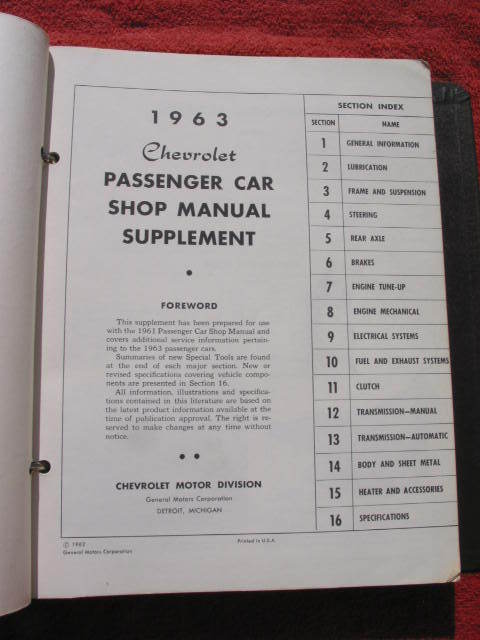 1963
Chevrolet
PASSENGER CAR
SHOP MANUAL
SUPPLEMENT
•
FOREWORD
This supplement has been prepared for use
with the 1961 Passenger Car Shop Manual and
covers additional service information pertain-
ing to the 1963 passenger cars.
Summaries of new Special Tools are found
at the end of each major section. New or
revised specifications covering vehicle compo-
nents are presented in Section 16.
All information, illustrations and specifica-
tions contained in this literature are based on
the latest product information available at the
time of publication approval. The right is re-
served to make changes at any time without
notice.
• •
CHEVROLET MOTOR DIVISION
General Motors Corporation
DETROIT, MICHIGAN
SECTION INDEX
SECTION NAME
1 GENERAL INFORMATION
2 LUBRICATION
3 FRAME AND SUSPENSION
4 STEERING
5 REAR AXLE
6 BRAKES
7 ENGINE TUNE-UP
8 ENGINE MECHANICAL
9 ELECTRICAL SYSTEMS
10 FUEL AND EXHAUST SYSTEMS
11 CLUTCH
12 TRANSMISSION—MANUAL
13 TRANSMISSION—AUTOMATIC
14 BODY AND SHEET METAL
15 HEATER AND ACCESSORIES
16 SPECIFICATIONS
© 1962
General Motors Corporation
Printed in U.S.A.